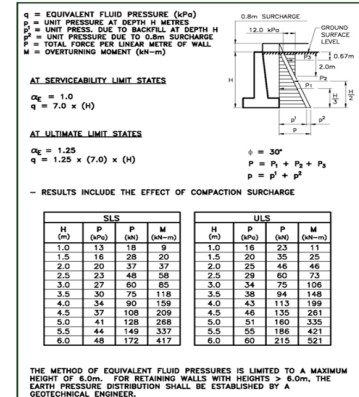 q = EQUIVALENT FLUID PRESSURE (kPa)
p = UNIT PRESSURE AT DEPTH H METRES
p¹ = UNIT PRESS. DUE TO BACKFILL AT DEPTH H
p² = UNIT PRESSURE DUE TO 0.8m SURCHARGE
P = TOTAL FORCE PER LINEAR METRE OF WALL
M = OVERTURNING MOMENT (kN-m)
0.8m SURCHARGE
12.0 kPa
GROUND
SURFACE
LEVEL
P₃
0.67m
2.0m
P₂
P₁
H
H/3
H/2
p¹
p²
p
AT SERVICEABILITY LIMIT STATES
αE = 1.0
q = 7.0 x (H)
AT ULTIMATE LIMIT STATES
αE = 1.25
q = 1.25 x (7.0) x (H)
ϕ = 30°
P = P₁ + P₂ + P₃
p = p¹ + p²
– RESULTS INCLUDE THE EFFECT OF COMPACTION SURCHARGE
SLS
H P P M
(m) (kPa) (kN) (kN-m)
1.0 13 18 9
1.5 16 28 20
2.0 20 37 37
2.5 23 48 58
3.0 27 60 85
3.5 30 75 118
4.0 34 90 159
4.5 37 108 209
5.0 41 128 268
5.5 44 149 337
6.0 48 172 417
ULS
H P P M
(m) (kPa) (kN) (kN-m)
1.0 16 23 11
1.5 20 35 25
2.0 25 46 46
2.5 29 60 73
3.0 34 75 106
3.5 38 94 148
4.0 43 113 199
4.5 46 135 261
5.0 51 160 335
5.5 55 186 421
6.0 60 215 521
THE METHOD OF EQUIVALENT FLUID PRESSURES IS LIMITED TO A MAXIMUM
HEIGHT OF 6.0m. FOR RETAINING WALLS WITH HEIGHTS > 6.0m, THE
EARTH PRESSURE DISTRIBUTION SHALL BE ESTABLISHED BY A
GEOTECHNICAL ENGINEER.